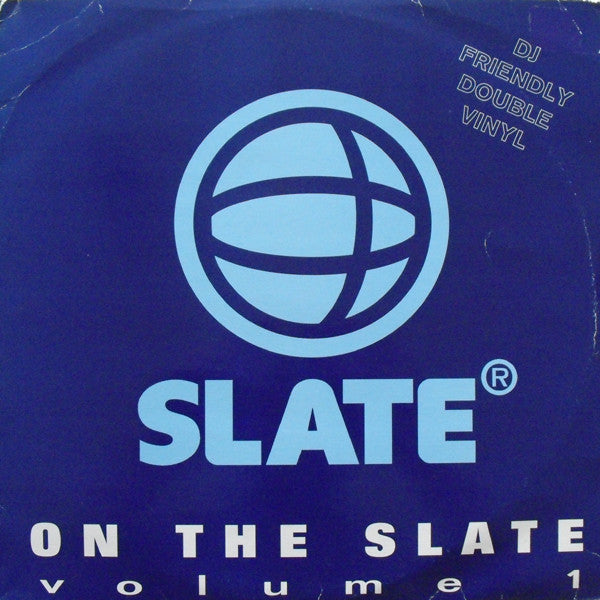 DJ
FRIENDLY
DOUBLE
VINYL
SLATE®
ON THE SLATE
volume 1